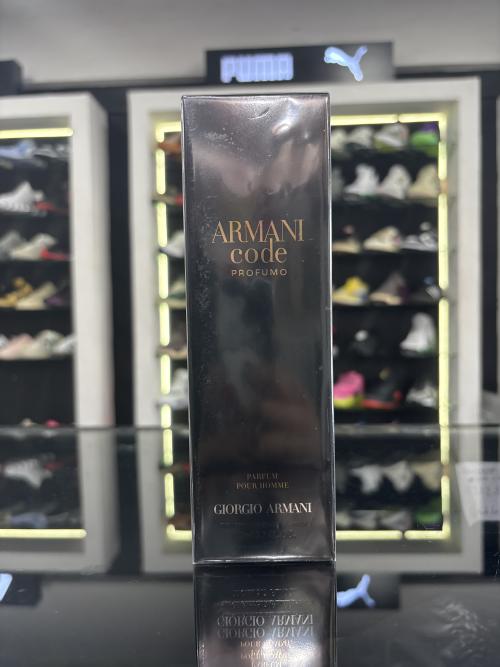 PUMA
ARMANI
code
PROFUMO
PARFUM
POUR HOMME
GIORGIO ARMANI